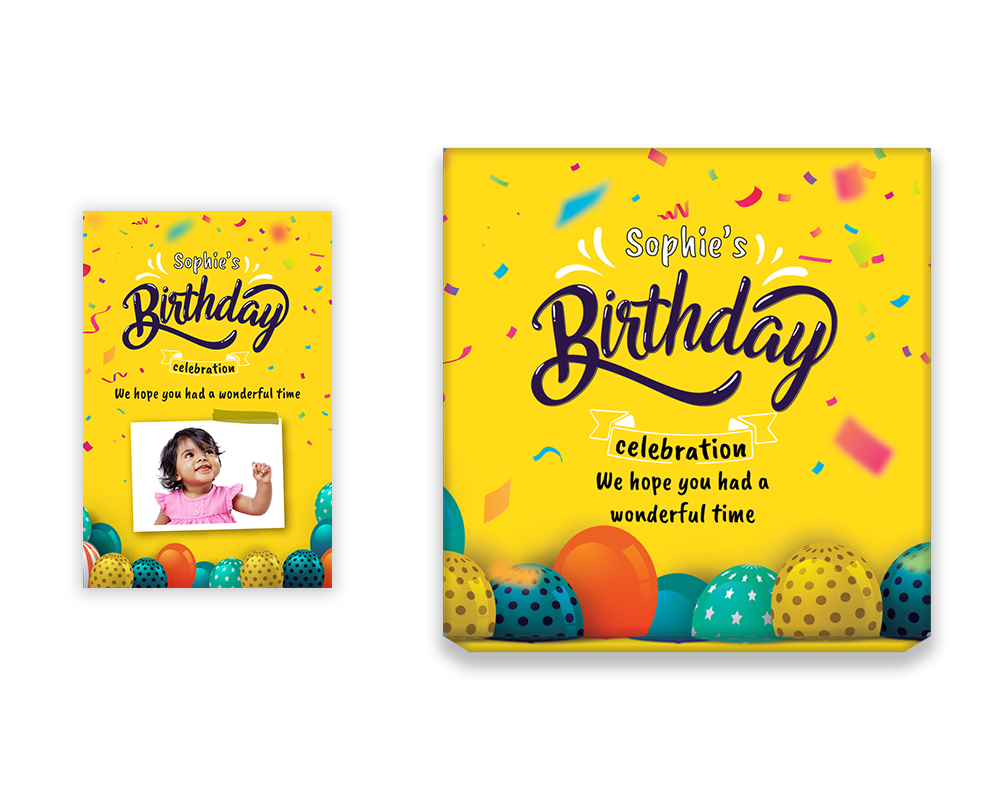 Sophie's
Birthday
celebration
We hope you had a wonderful time
Sophie's
Birthday
celebration
We hope you had a
wonderful time